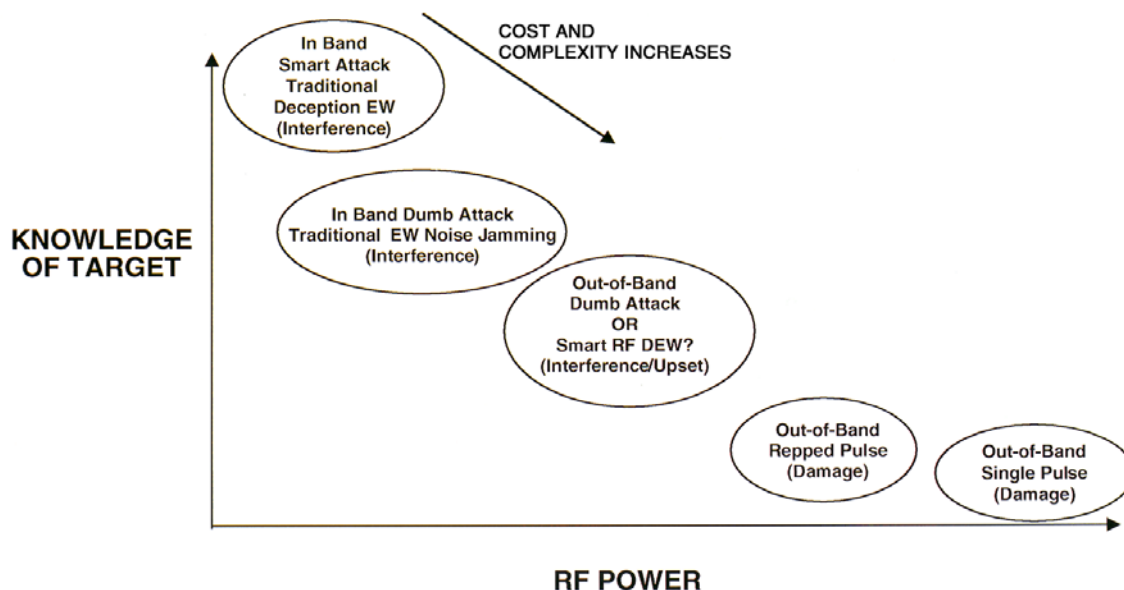 In Band
Smart Attack
Traditional
Deception EW
(Interference)
COST AND
COMPLEXITY INCREASES
In Band Dumb Attack
Traditional EW Noise Jamming
(Interference)
KNOWLEDGE
OF TARGET
Out-of-Band
Dumb Attack
OR
Smart RF DEW?
(Interference/Upset)
Out-of-Band
Repped Pulse
(Damage)
Out-of-Band
Single Pulse
(Damage)
RF POWER